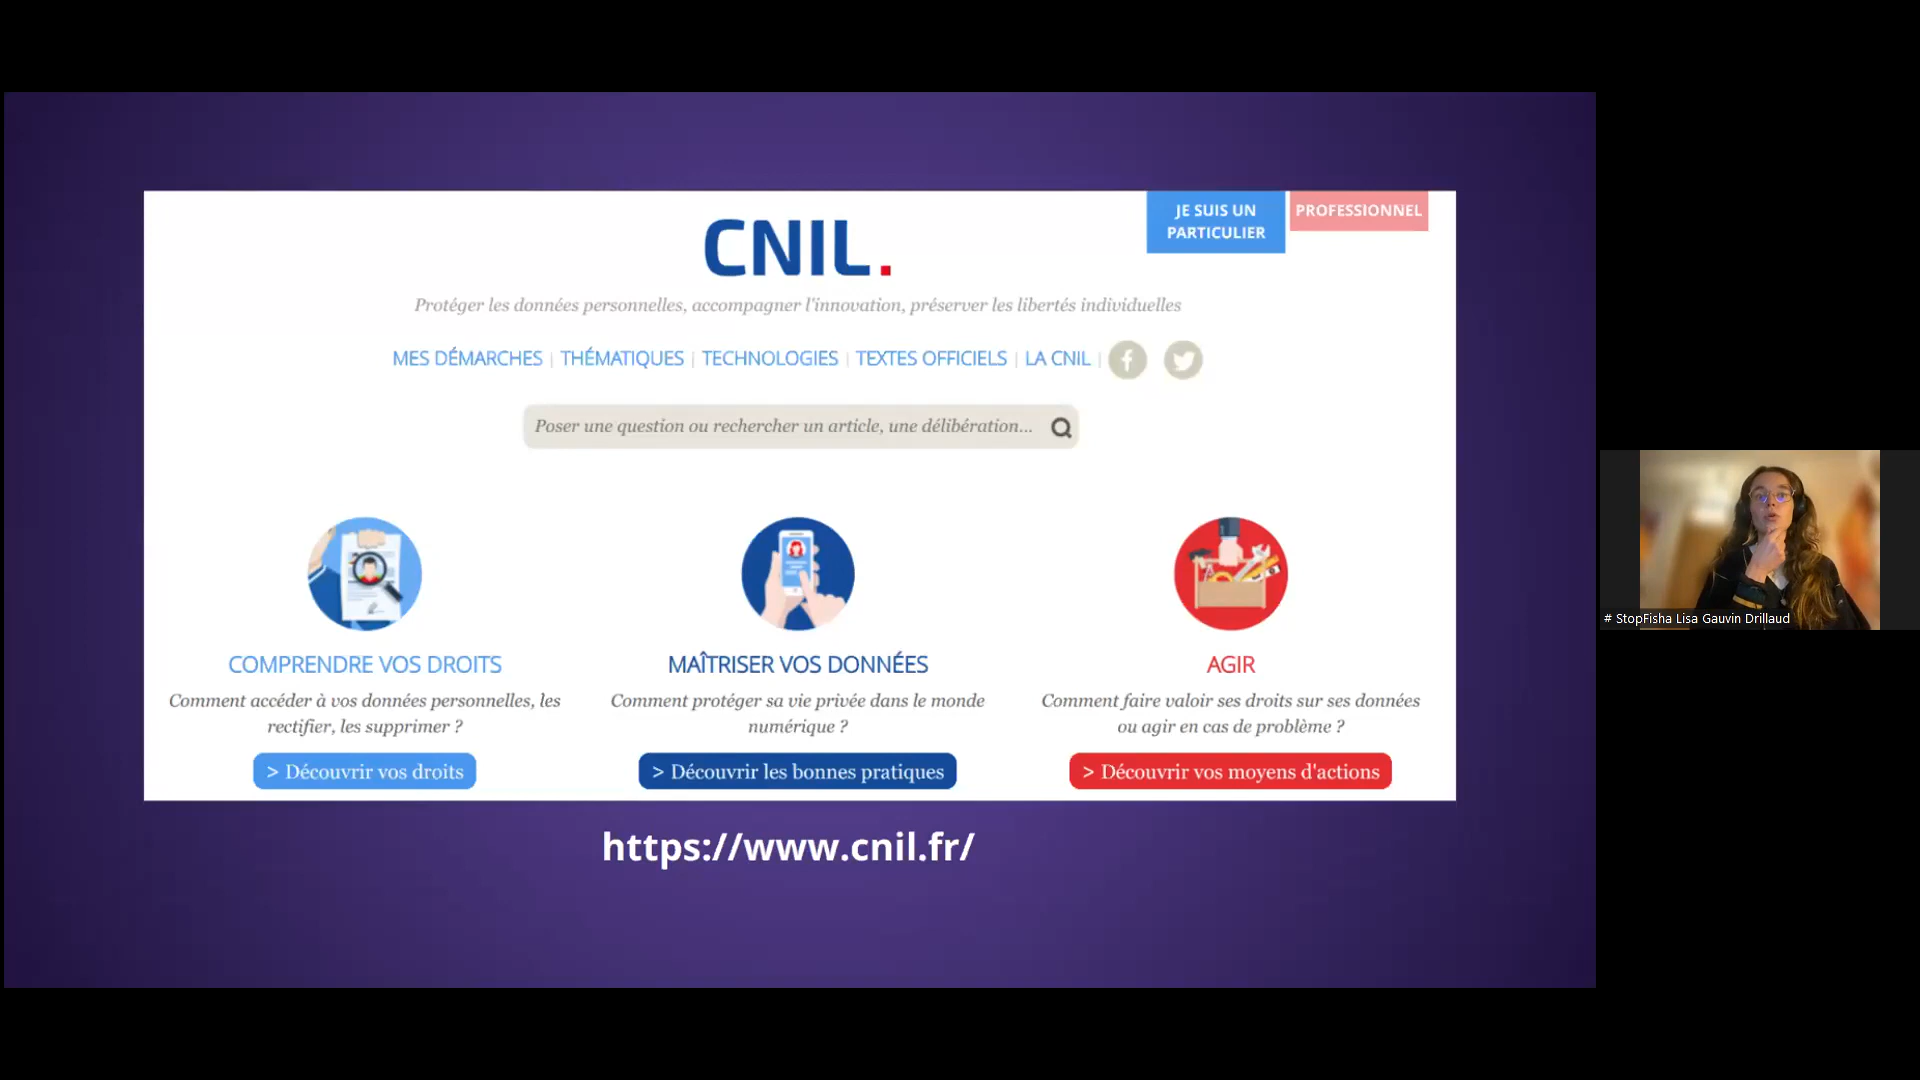 JE SUIS UN
PARTICULIER
PROFESSIONNEL
CNIL.
Protéger les données personnelles, accompagner l'innovation, préserver les libertés individuelles
MES DÉMARCHES | THÉMATIQUES | TECHNOLOGIES | TEXTES OFFICIELS | LA CNIL |
Poser une question ou rechercher un article, une délibération...
COMPRENDRE VOS DROITS
Comment accéder à vos données personnelles, les
rectifier, les supprimer ?
> Découvrir vos droits
MAÎTRISER VOS DONNÉES
Comment protéger sa vie privée dans le monde
numérique ?
> Découvrir les bonnes pratiques
AGIR
Comment faire valoir ses droits sur ses données
ou agir en cas de problème ?
> Découvrir vos moyens d'actions
https://www.cnil.fr/
# StopFisha Lisa Gauvin Drillaud